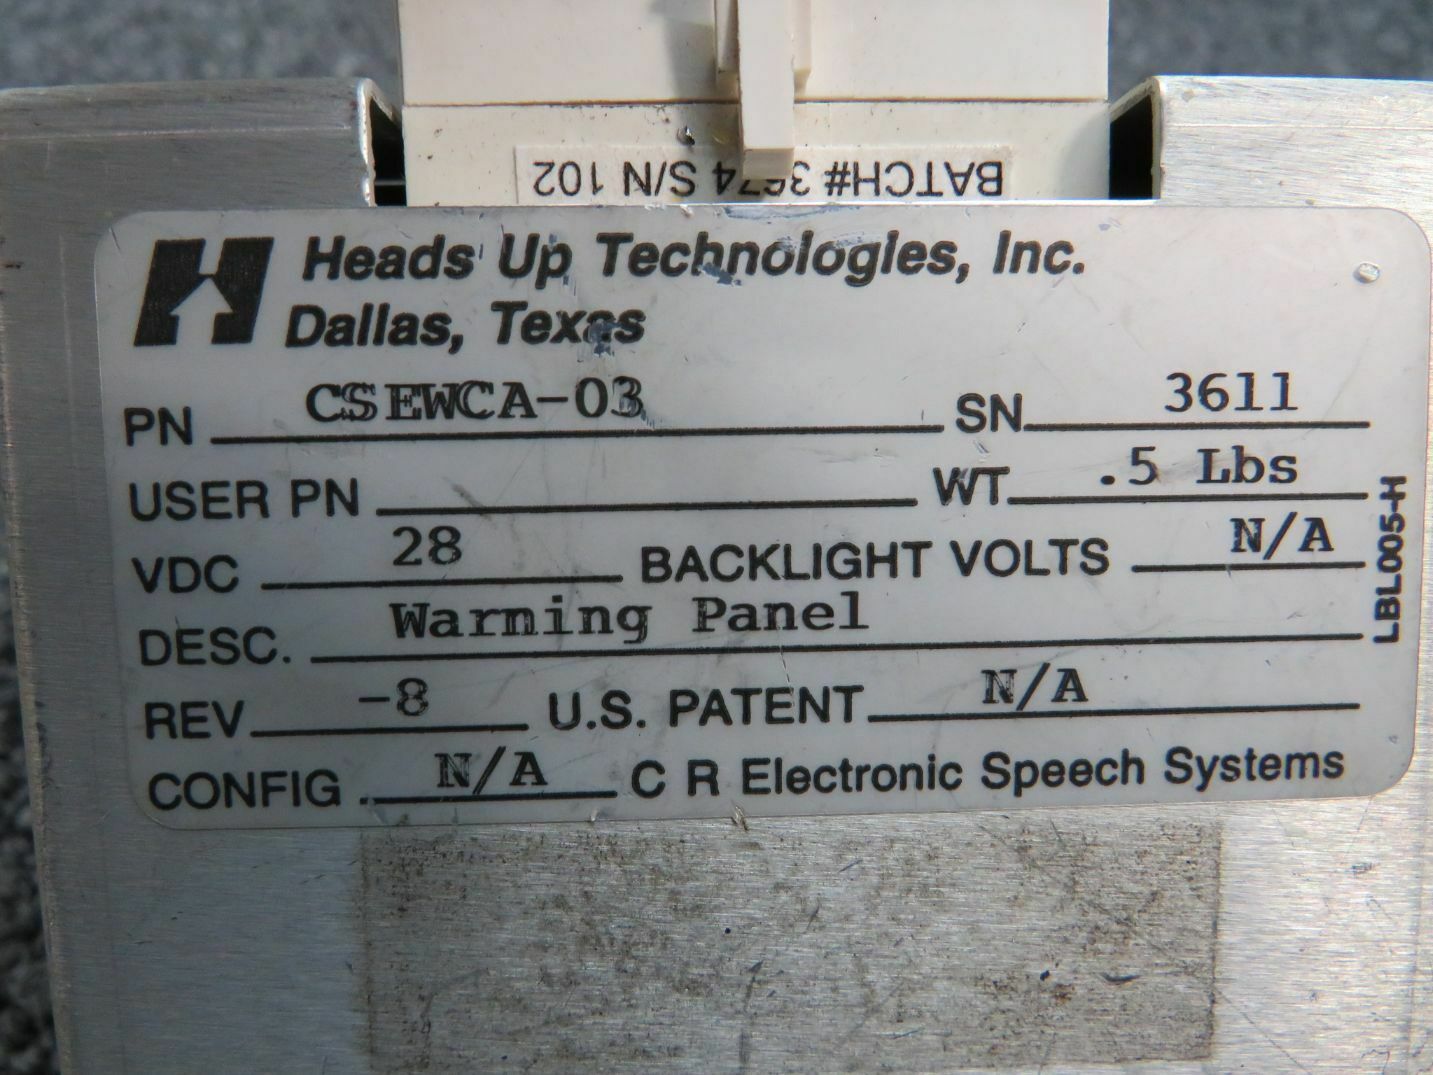 BATCH# 3674 S/N 102
Heads Up Technologies, Inc.
Dallas, Texas
PN CSEWCA-03 SN 3611
USER PN WT .5 Lbs
VDC 28 BACKLIGHT VOLTS N/A
DESC. Warning Panel
REV -8 U.S. PATENT N/A
CONFIG. N/A C R Electronic Speech Systems
LBL005-H